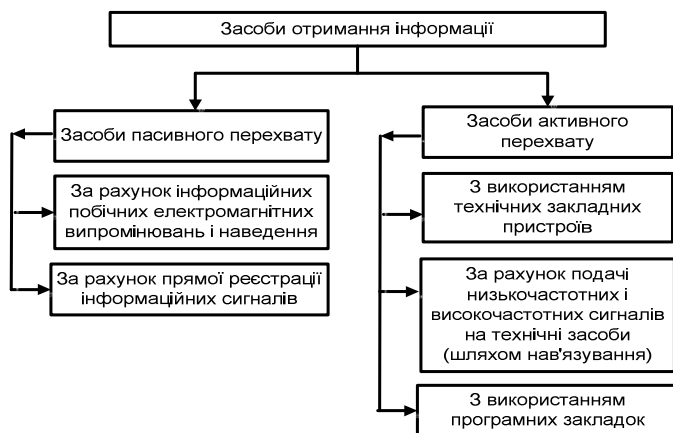 Засоби отримання інформації
Засоби пасивного перехвату
За рахунок інформаційних
побічних електромагнітних
випромінювань і наведення
За рахунок прямої реєстрації
інформаційних сигналів
Засоби активного
перехвату
З використанням
технічних закладних
пристроїв
За рахунок подачі
низькочастотних і
високочастотних сигналів
на технічні засоби
(шляхом нав'язування)
З використанням
програмних закладок